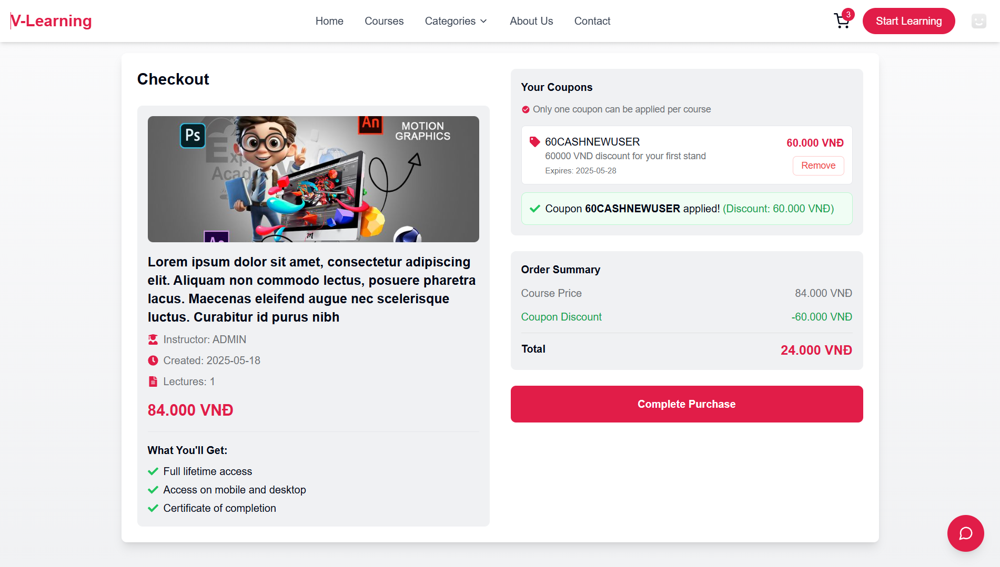 V-Learning
Home
Courses
Categories
About Us
Contact
3
Start Learning
Checkout
Ps
An
MOTION
GRAPHICS
Lorem ipsum dolor sit amet, consectetur adipiscing
elit. Aliquam non commodo lectus, posuere pharetra
lacus. Maecenas eleifend augue nec scelerisque
luctus. Curabitur id purus nibh
Instructor: ADMIN
Created: 2025-05-18
Lectures: 1
84.000 VNĐ
What You'll Get:
Full lifetime access
Access on mobile and desktop
Certificate of completion
Your Coupons
Only one coupon can be applied per course
60CASHNEWUSER
60.000 VNĐ
60000 VND discount for your first stand
Expires: 2025-05-28
Remove
Coupon 60CASHNEWUSER applied! (Discount: 60.000 VNĐ)
Order Summary
Course Price 84.000 VNĐ
Coupon Discount -60.000 VNĐ
Total 24.000 VNĐ
Complete Purchase